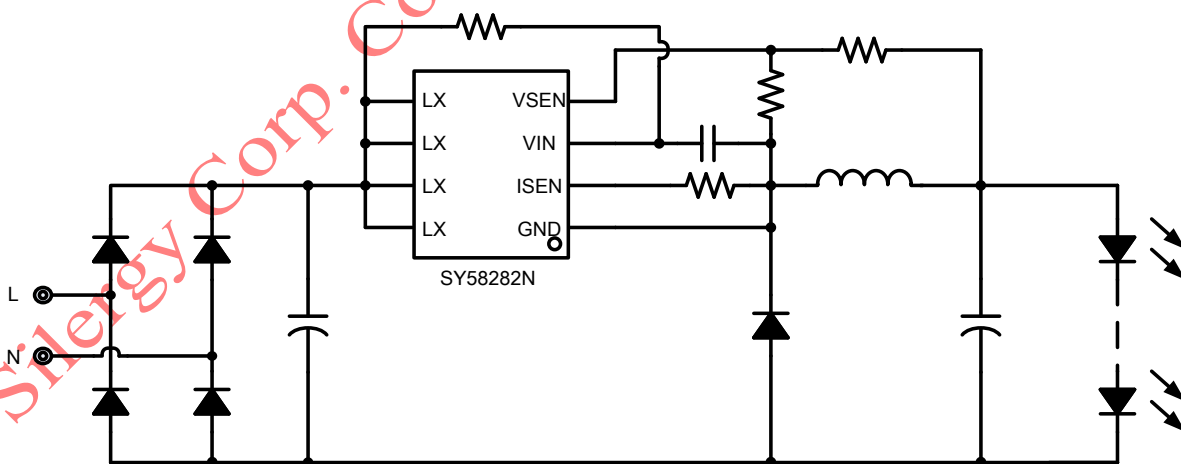 Silergy Corp. Co
LX
VSEN
LX
VIN
LX
ISEN
LX
GND
SY58282N
L
N